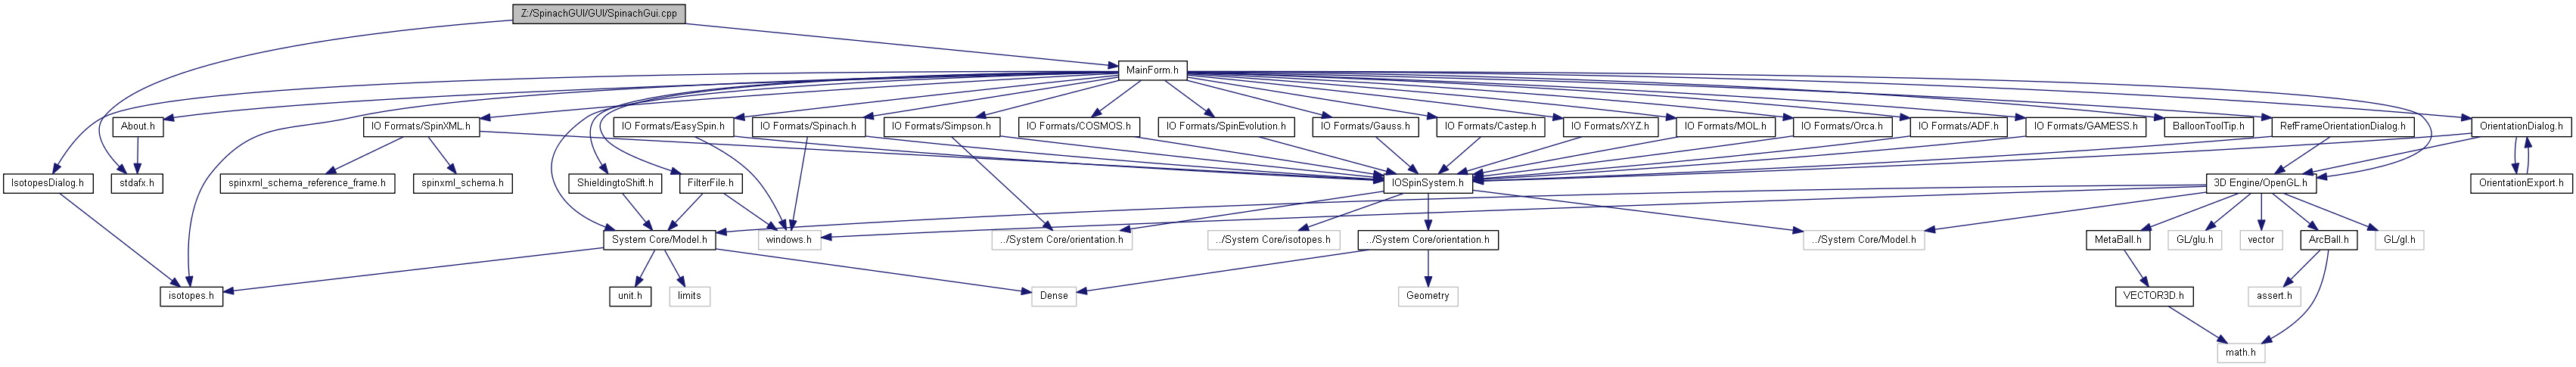 Z:/SpinachGUI/GUI/SpinachGui.cpp
MainForm.h
About.h
IO Formats/SpinXML.h
IO Formats/EasySpin.h
IO Formats/Spinach.h
IO Formats/Simpson.h
IO Formats/COSMOS.h
IO Formats/SpinEvolution.h
IO Formats/Gauss.h
IO Formats/Castep.h
IO Formats/XYZ.h
IO Formats/MOL.h
IO Formats/Orca.h
IO Formats/ADF.h
IO Formats/GAMESS.h
BalloonToolTip.h
RefFrameOrientationDialog.h
OrientationDialog.h
IsotopesDialog.h
stdafx.h
spinxml_schema_reference_frame.h
spinxml_schema.h
ShieldingtoShift.h
FilterFile.h
IOSpinSystem.h
3D Engine/OpenGL.h
OrientationExport.h
System Core/Model.h
windows.h
../System Core/orientation.h
../System Core/isotopes.h
../System Core/orientation.h
../System Core/Model.h
MetaBall.h
GL/glu.h
vector
ArcBall.h
GL/gl.h
isotopes.h
unit.h
limits
Dense
Geometry
VECTOR3D.h
assert.h
math.h